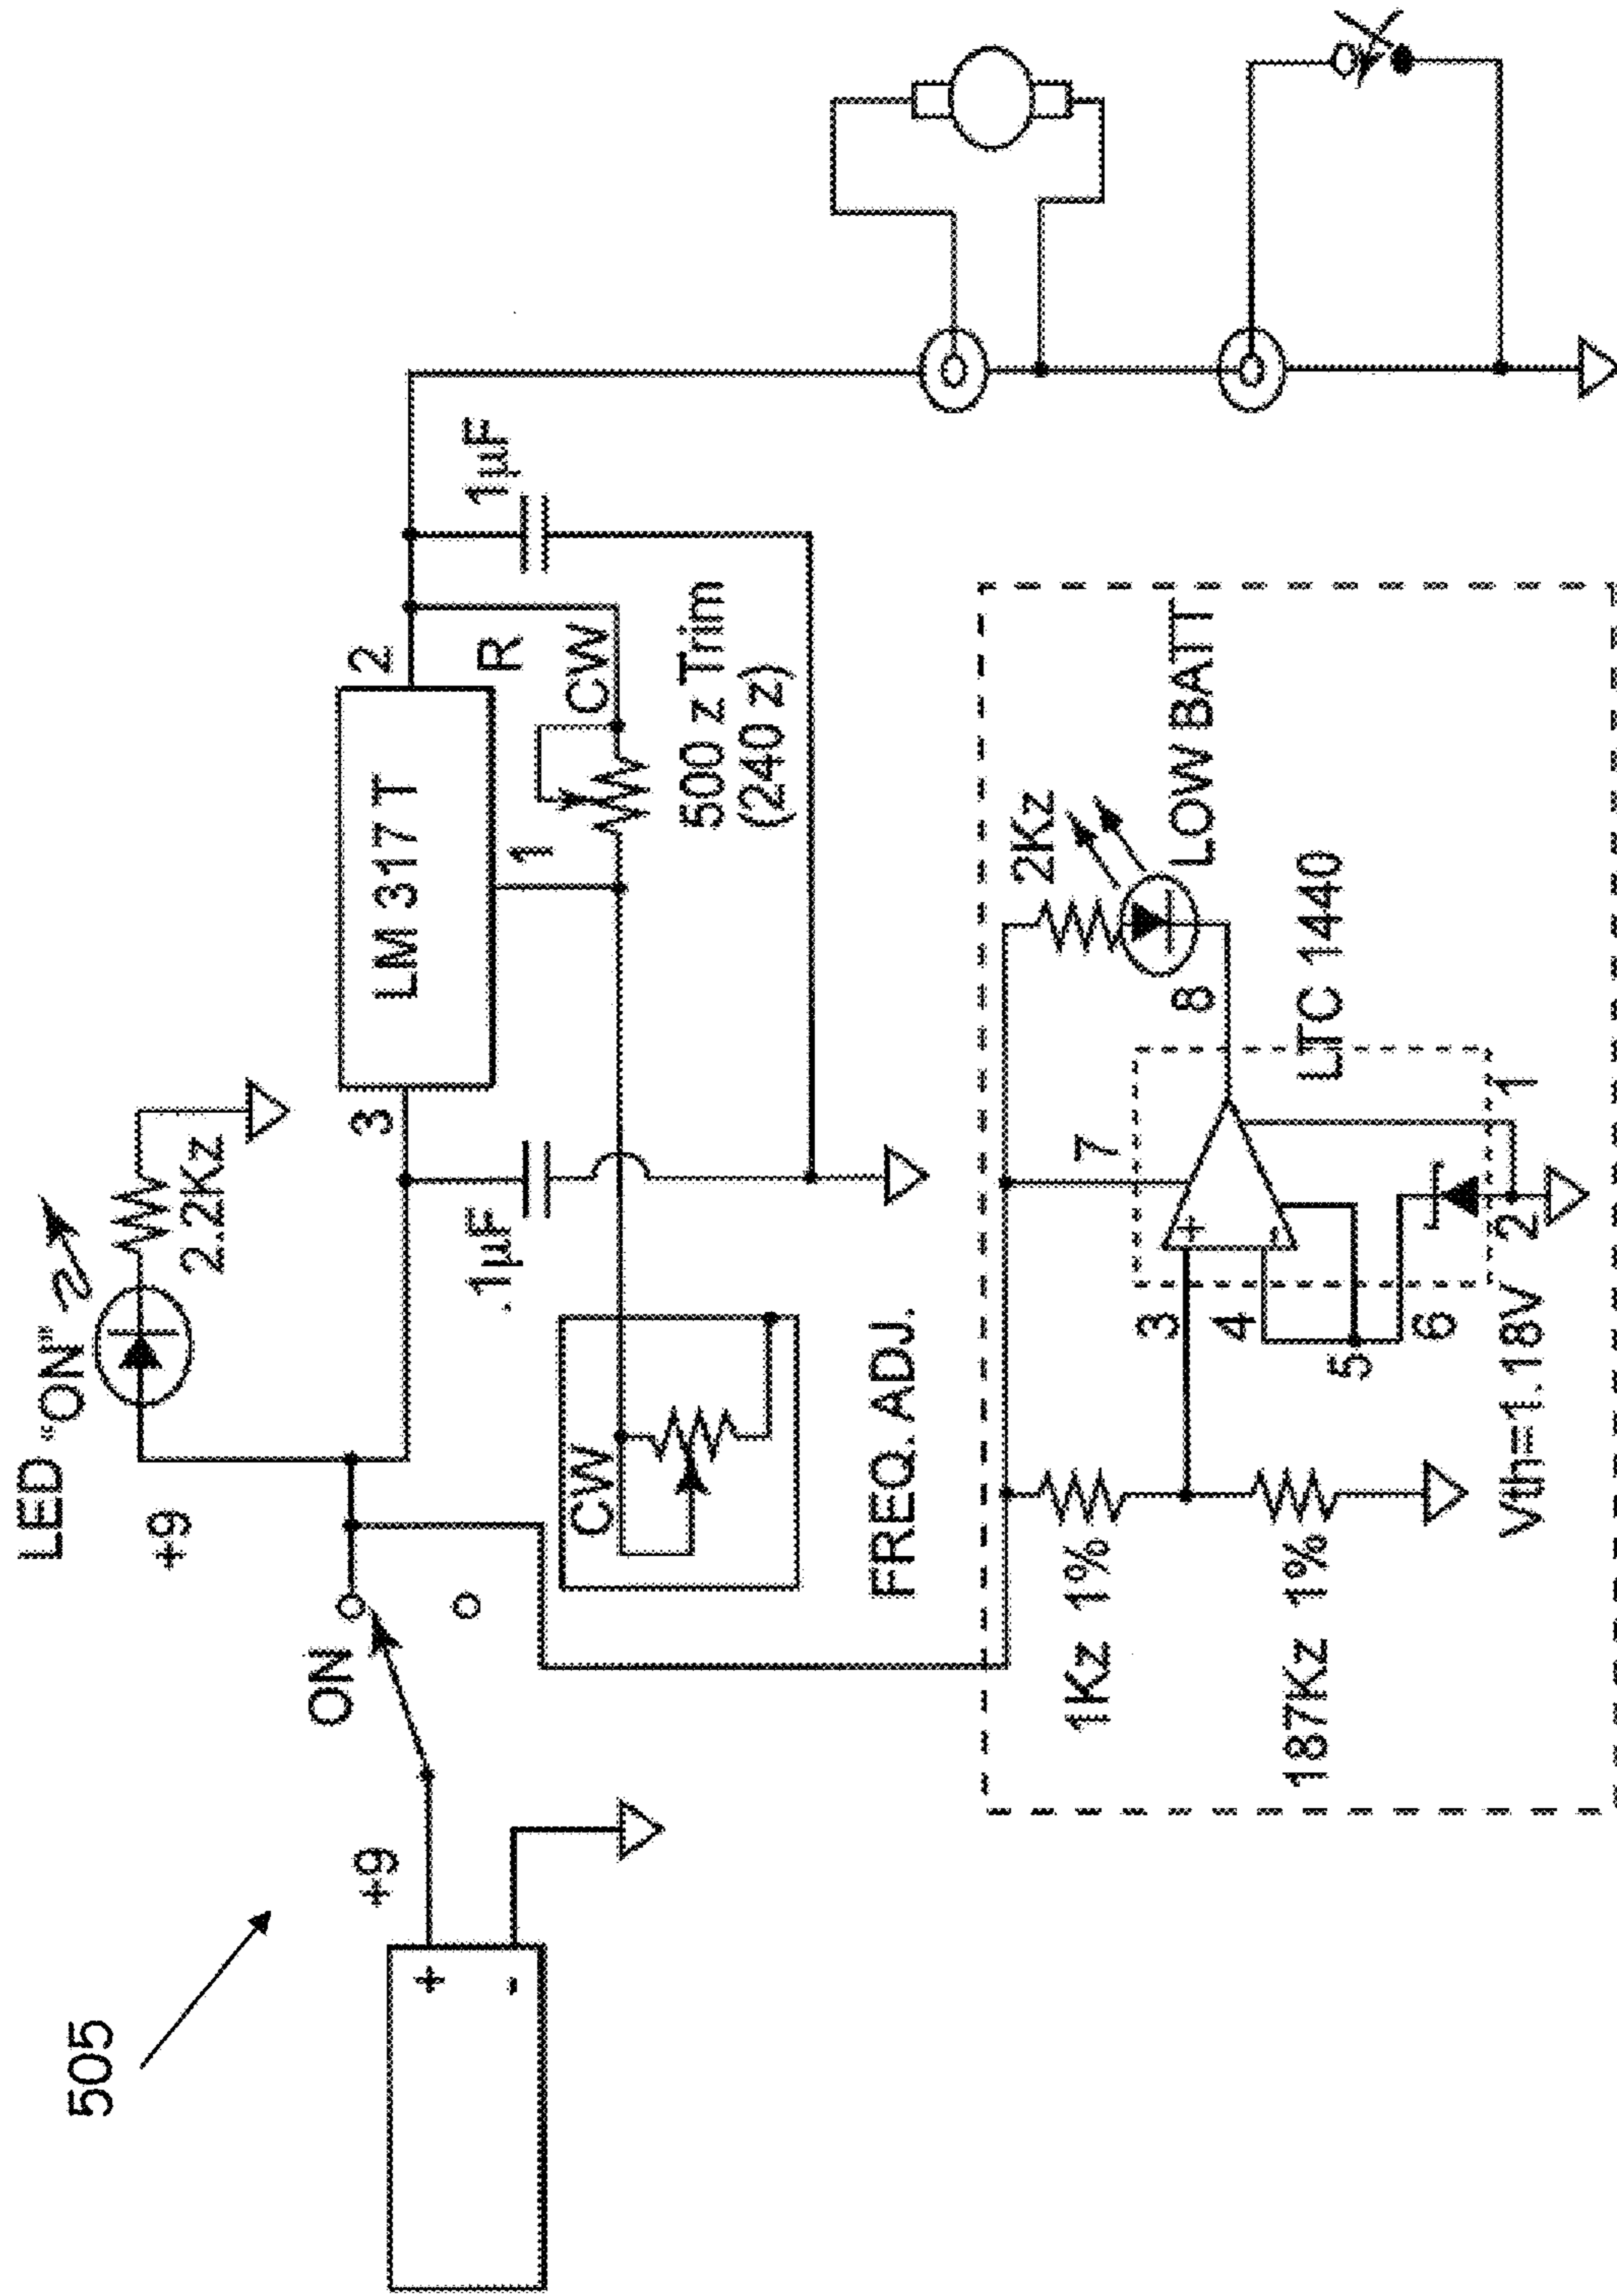 505
+
-
+9
ON
LED "ON"
+9
2.2Kz
3
LM 317 T
2
1
R
CW
500 z Trim
(240 z)
.1µF
1µF
CW
FREQ. ADJ.
1Kz 1%
187Kz 1%
3
+
4
-
5
6
7
8
2Kz
LOW BATT
LTC 1440
1
2
Vth=1.18V